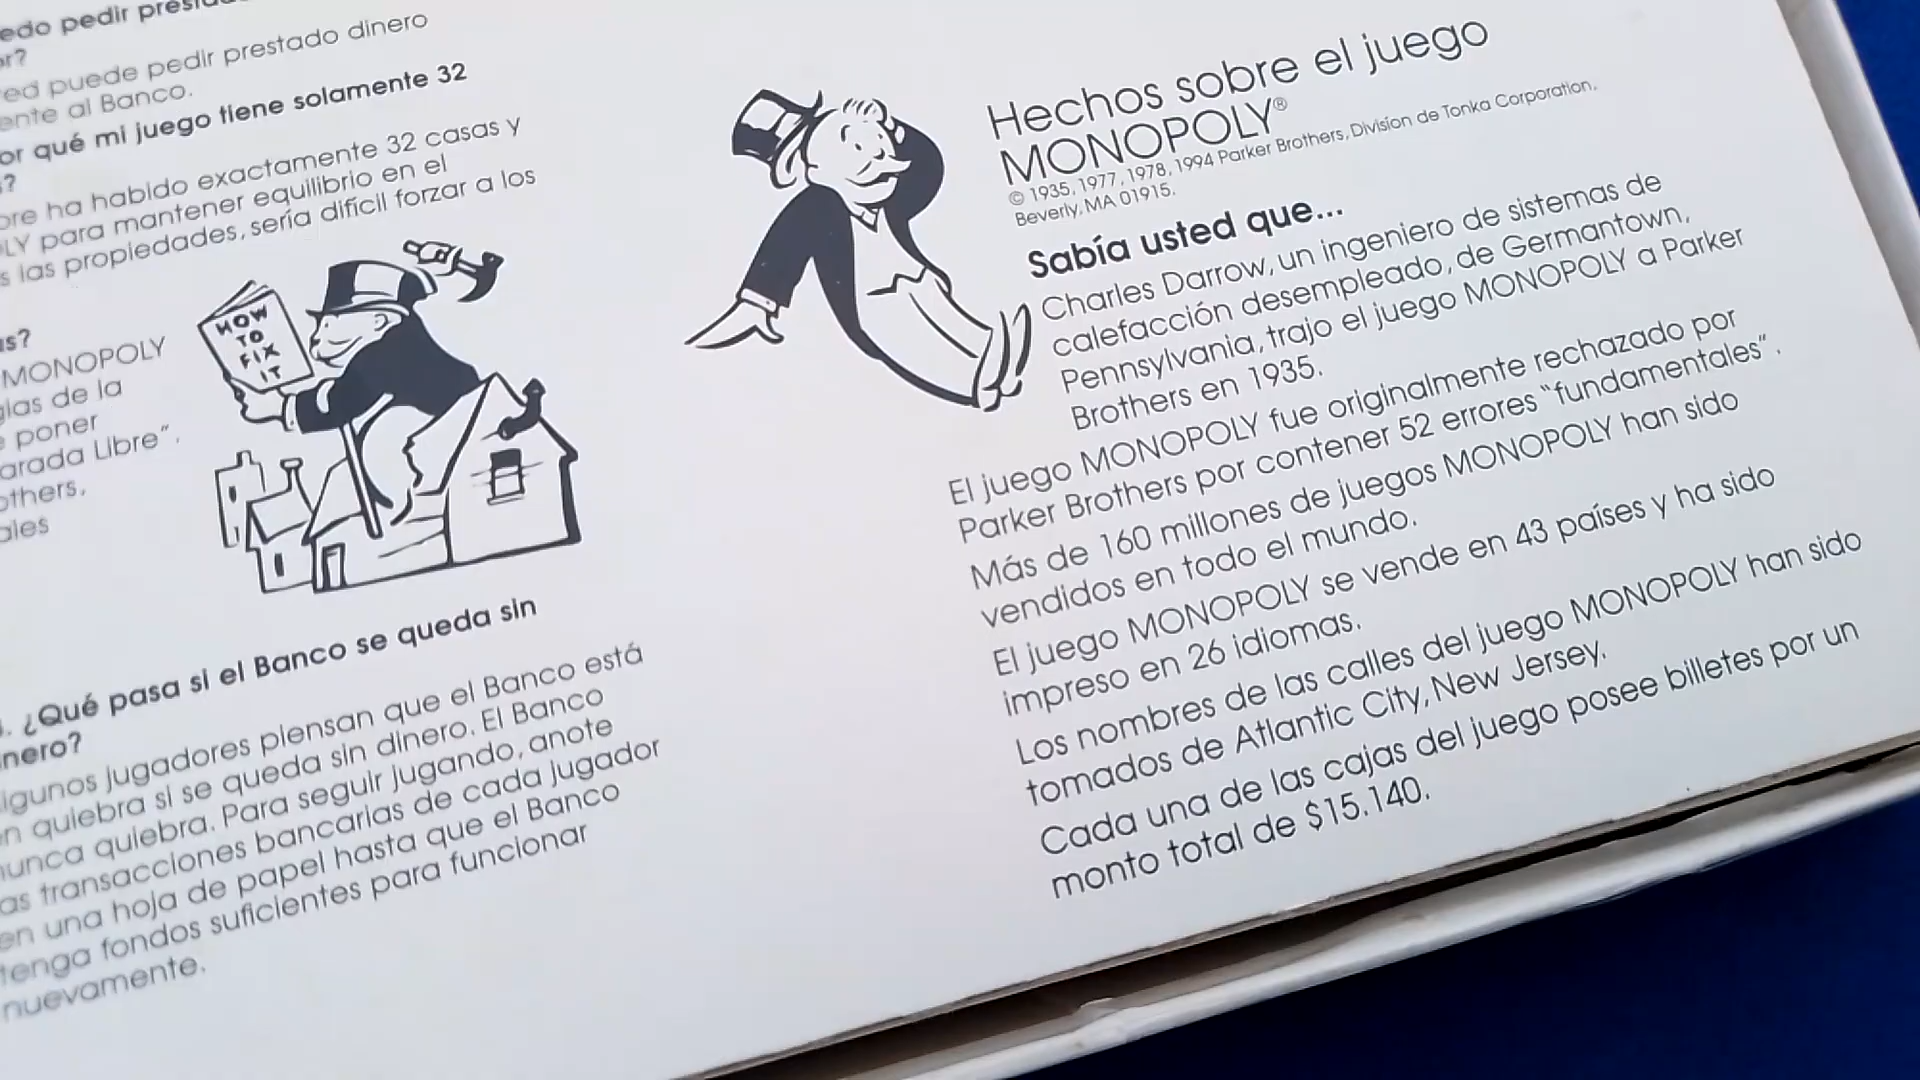 edo pedir
ed puede pedir prestado dinero
ente al Banco.
or qué mi juego tiene solamente 32
?
ore ha habido exactamente 32 casas y
LY para mantener equilibrio en el
s las propiedades, sería difícil forzar a los
HOW
TO
FIX
IT
as?
MONOPOLY
glas de la
e poner
arada Libre".
others,
ales
. ¿Qué pasa si el Banco se queda sin
nero?
lgunos jugadores piensan que el Banco está
en quiebra si se queda sin dinero. El Banco
nunca quiebra. Para seguir jugando, anote
as transacciones bancarias de cada jugador
en una hoja de papel hasta que el Banco
tenga fondos suficientes para funcionar
nuevamente.
Hechos sobre el juego
MONOPOLY®
© 1935, 1977, 1978, 1994 Parker Brothers, División de Tonka Corporation,
Beverly, MA 01915.
Sabía usted que...
Charles Darrow, un ingeniero de sistemas de
calefacción desempleado, de Germantown,
Pennsylvania, trajo el juego MONOPOLY a Parker
Brothers en 1935.
El juego MONOPOLY fue originalmente rechazado por
Parker Brothers por contener 52 errores "fundamentales".
Más de 160 millones de juegos MONOPOLY han sido
vendidos en todo el mundo.
El juego MONOPOLY se vende en 43 países y ha sido
impreso en 26 idiomas.
Los nombres de las calles del juego MONOPOLY han sido
tomados de Atlantic City, New Jersey.
Cada una de las cajas del juego posee billetes por un
monto total de $15.140.